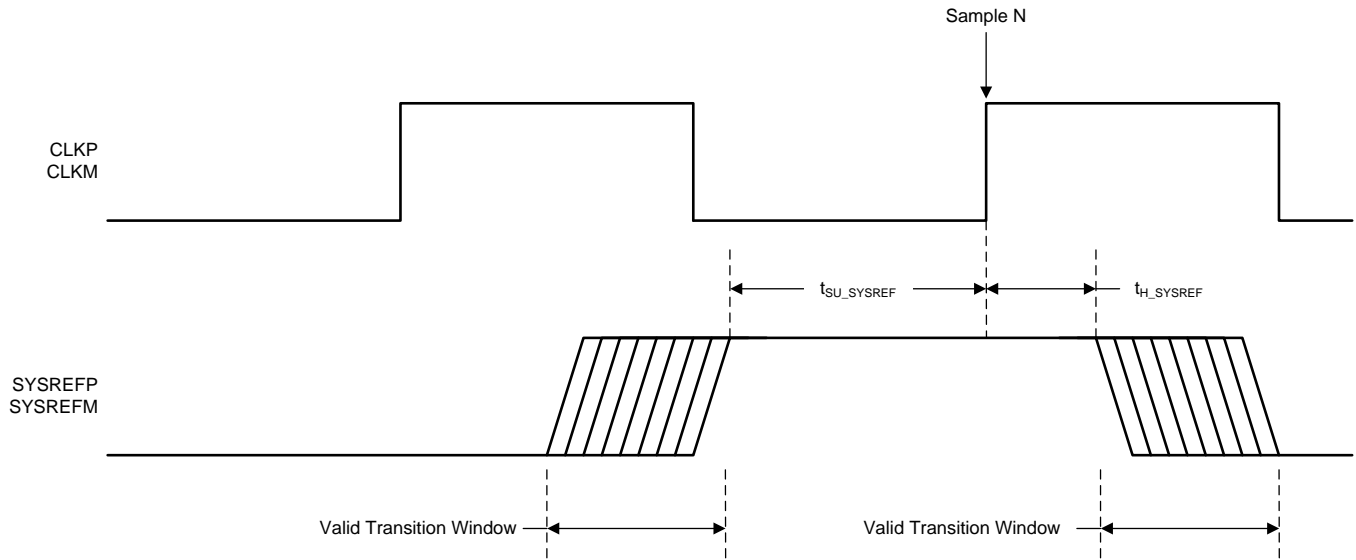 Sample N
CLKP
CLKM
tSU_SYSREF
tH_SYSREF
SYSREFP
SYSREFM
Valid Transition Window
Valid Transition Window